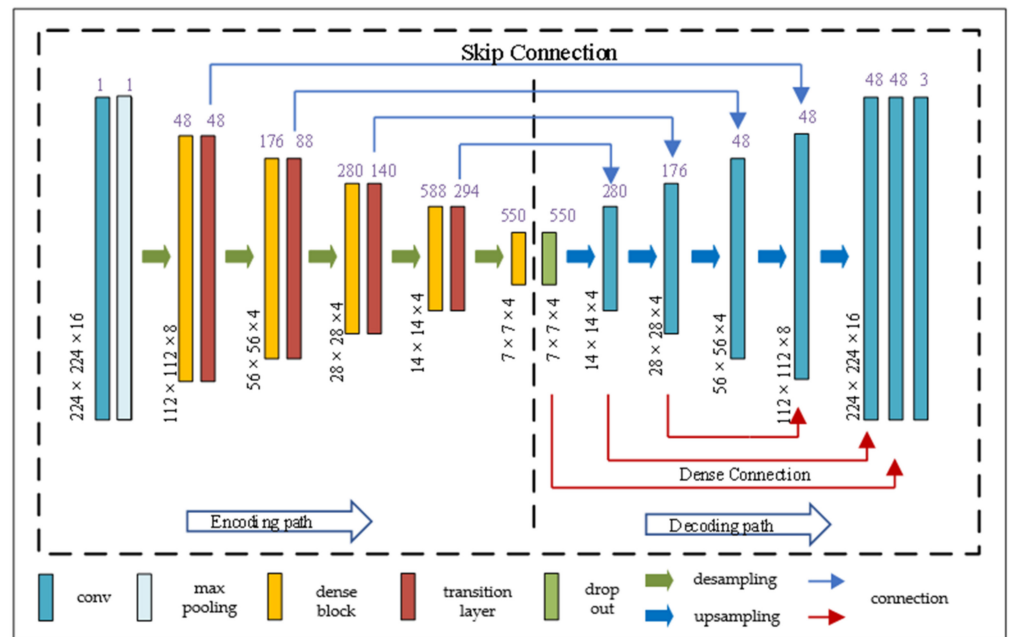 Skip Connection
1 1
48 48
176 88
280 140
588 294
550
550
280
176
48
48
48 48 3
224 × 224 × 16
112 × 112 × 8
56 × 56 × 4
28 × 28 × 4
14 × 14 × 4
7 × 7 × 4
7 × 7 × 4
14 × 14 × 4
28 × 28 × 4
56 × 56 × 4
112 × 112 × 8
224 × 224 × 16
Dense Connection
Encoding path
Decoding path
conv
max
pooling
dense
block
transition
layer
drop
out
desampling
upsampling
connection